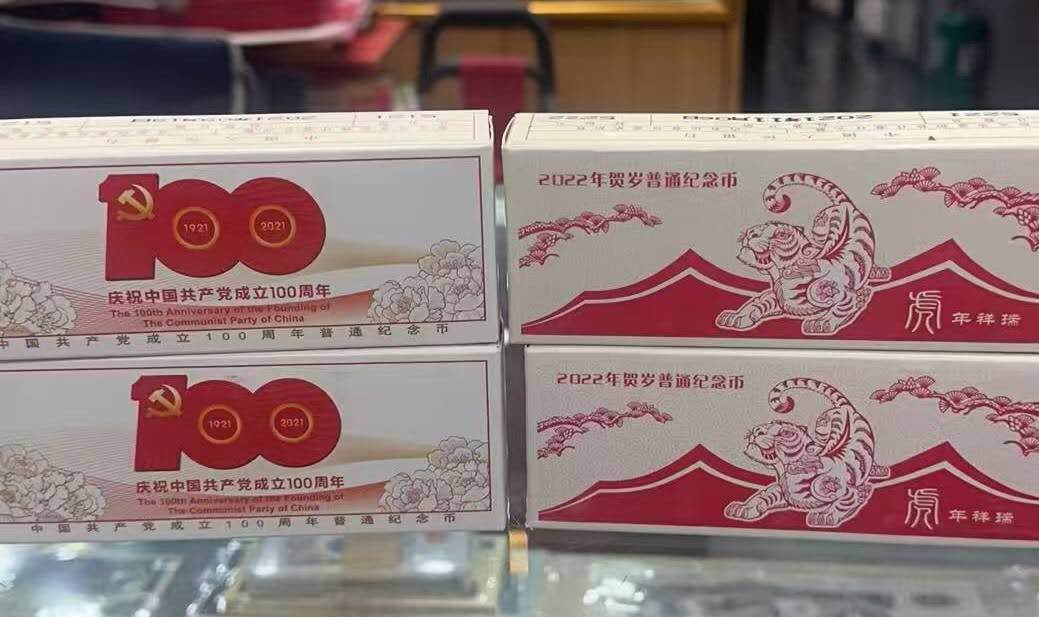 100
1921
2021
庆祝中国共产党成立100周年
The 100th Anniversary of the Founding of
The Communist Party of China
中国共产党成立100周年普通纪念币
5222
5221
2022年贺岁普通纪念币
虎
年祥瑞
100
1921
2021
庆祝中国共产党成立100周年
The 100th Anniversary of the Founding of
The Communist Party of China
中国共产党成立100周年普通纪念币
2022年贺岁普通纪念币
虎
年祥瑞